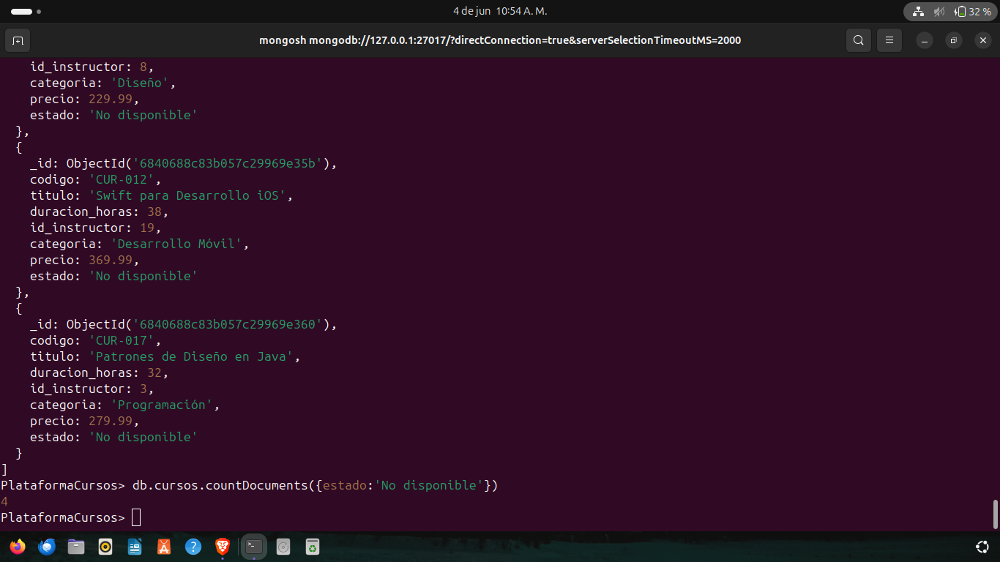 4 de jun 10:54 A. M.
32 %
mongosh mongodb://127.0.0.1:27017/?directConnection=true&serverSelectionTimeoutMS=2000
id_instructor: 8,
categoria: 'Diseño',
precio: 229.99,
estado: 'No disponible'
},
{
_id: ObjectId('6840688c83b057c29969e35b'),
codigo: 'CUR-012',
titulo: 'Swift para Desarrollo iOS',
duracion_horas: 38,
id_instructor: 19,
categoria: 'Desarrollo Móvil',
precio: 369.99,
estado: 'No disponible'
},
{
_id: ObjectId('6840688c83b057c29969e360'),
codigo: 'CUR-017',
titulo: 'Patrones de Diseño en Java',
duracion_horas: 32,
id_instructor: 3,
categoria: 'Programación',
precio: 279.99,
estado: 'No disponible'
}
]
PlataformaCursos> db.cursos.countDocuments({estado:'No disponible'})
4
PlataformaCursos>